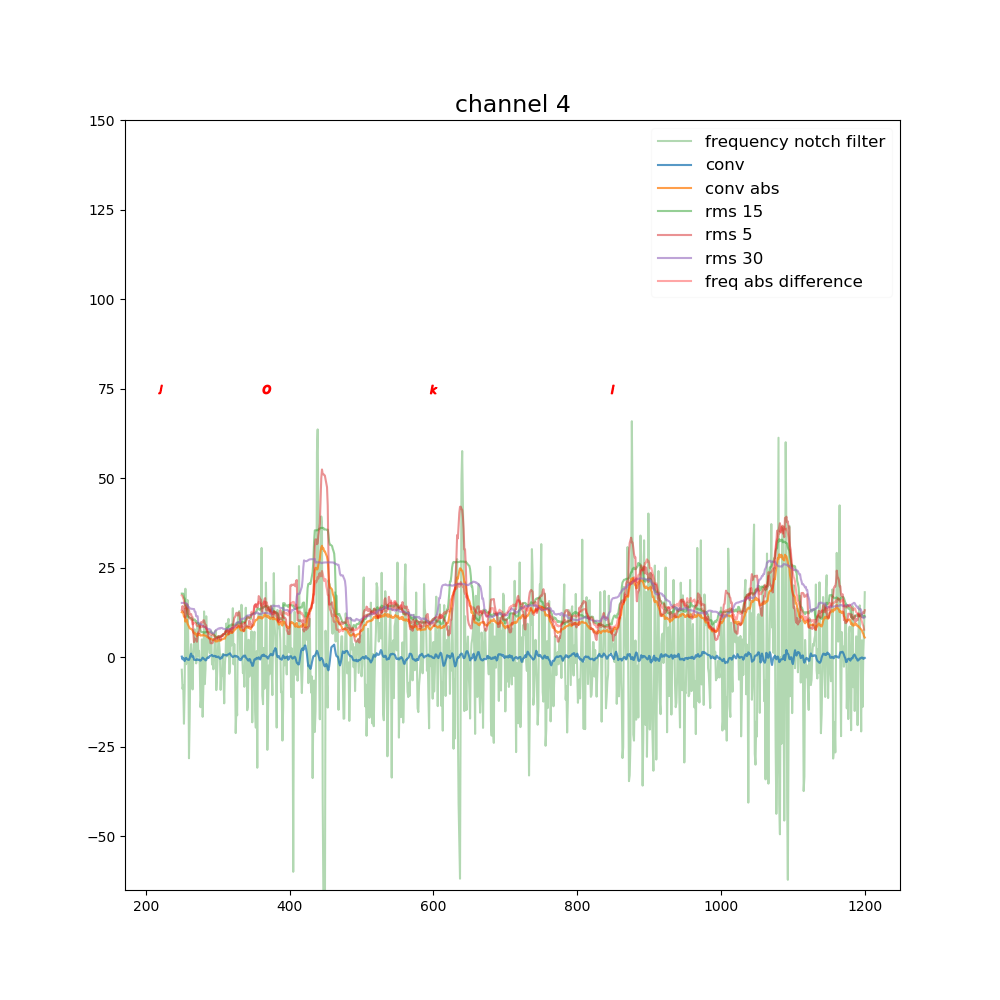 channel 4
150
125
100
75
50
25
0
−25
−50
frequency notch filter
conv
conv abs
rms 15
rms 5
rms 30
freq abs difference
J O k l
200 400 600 800 1000 1200